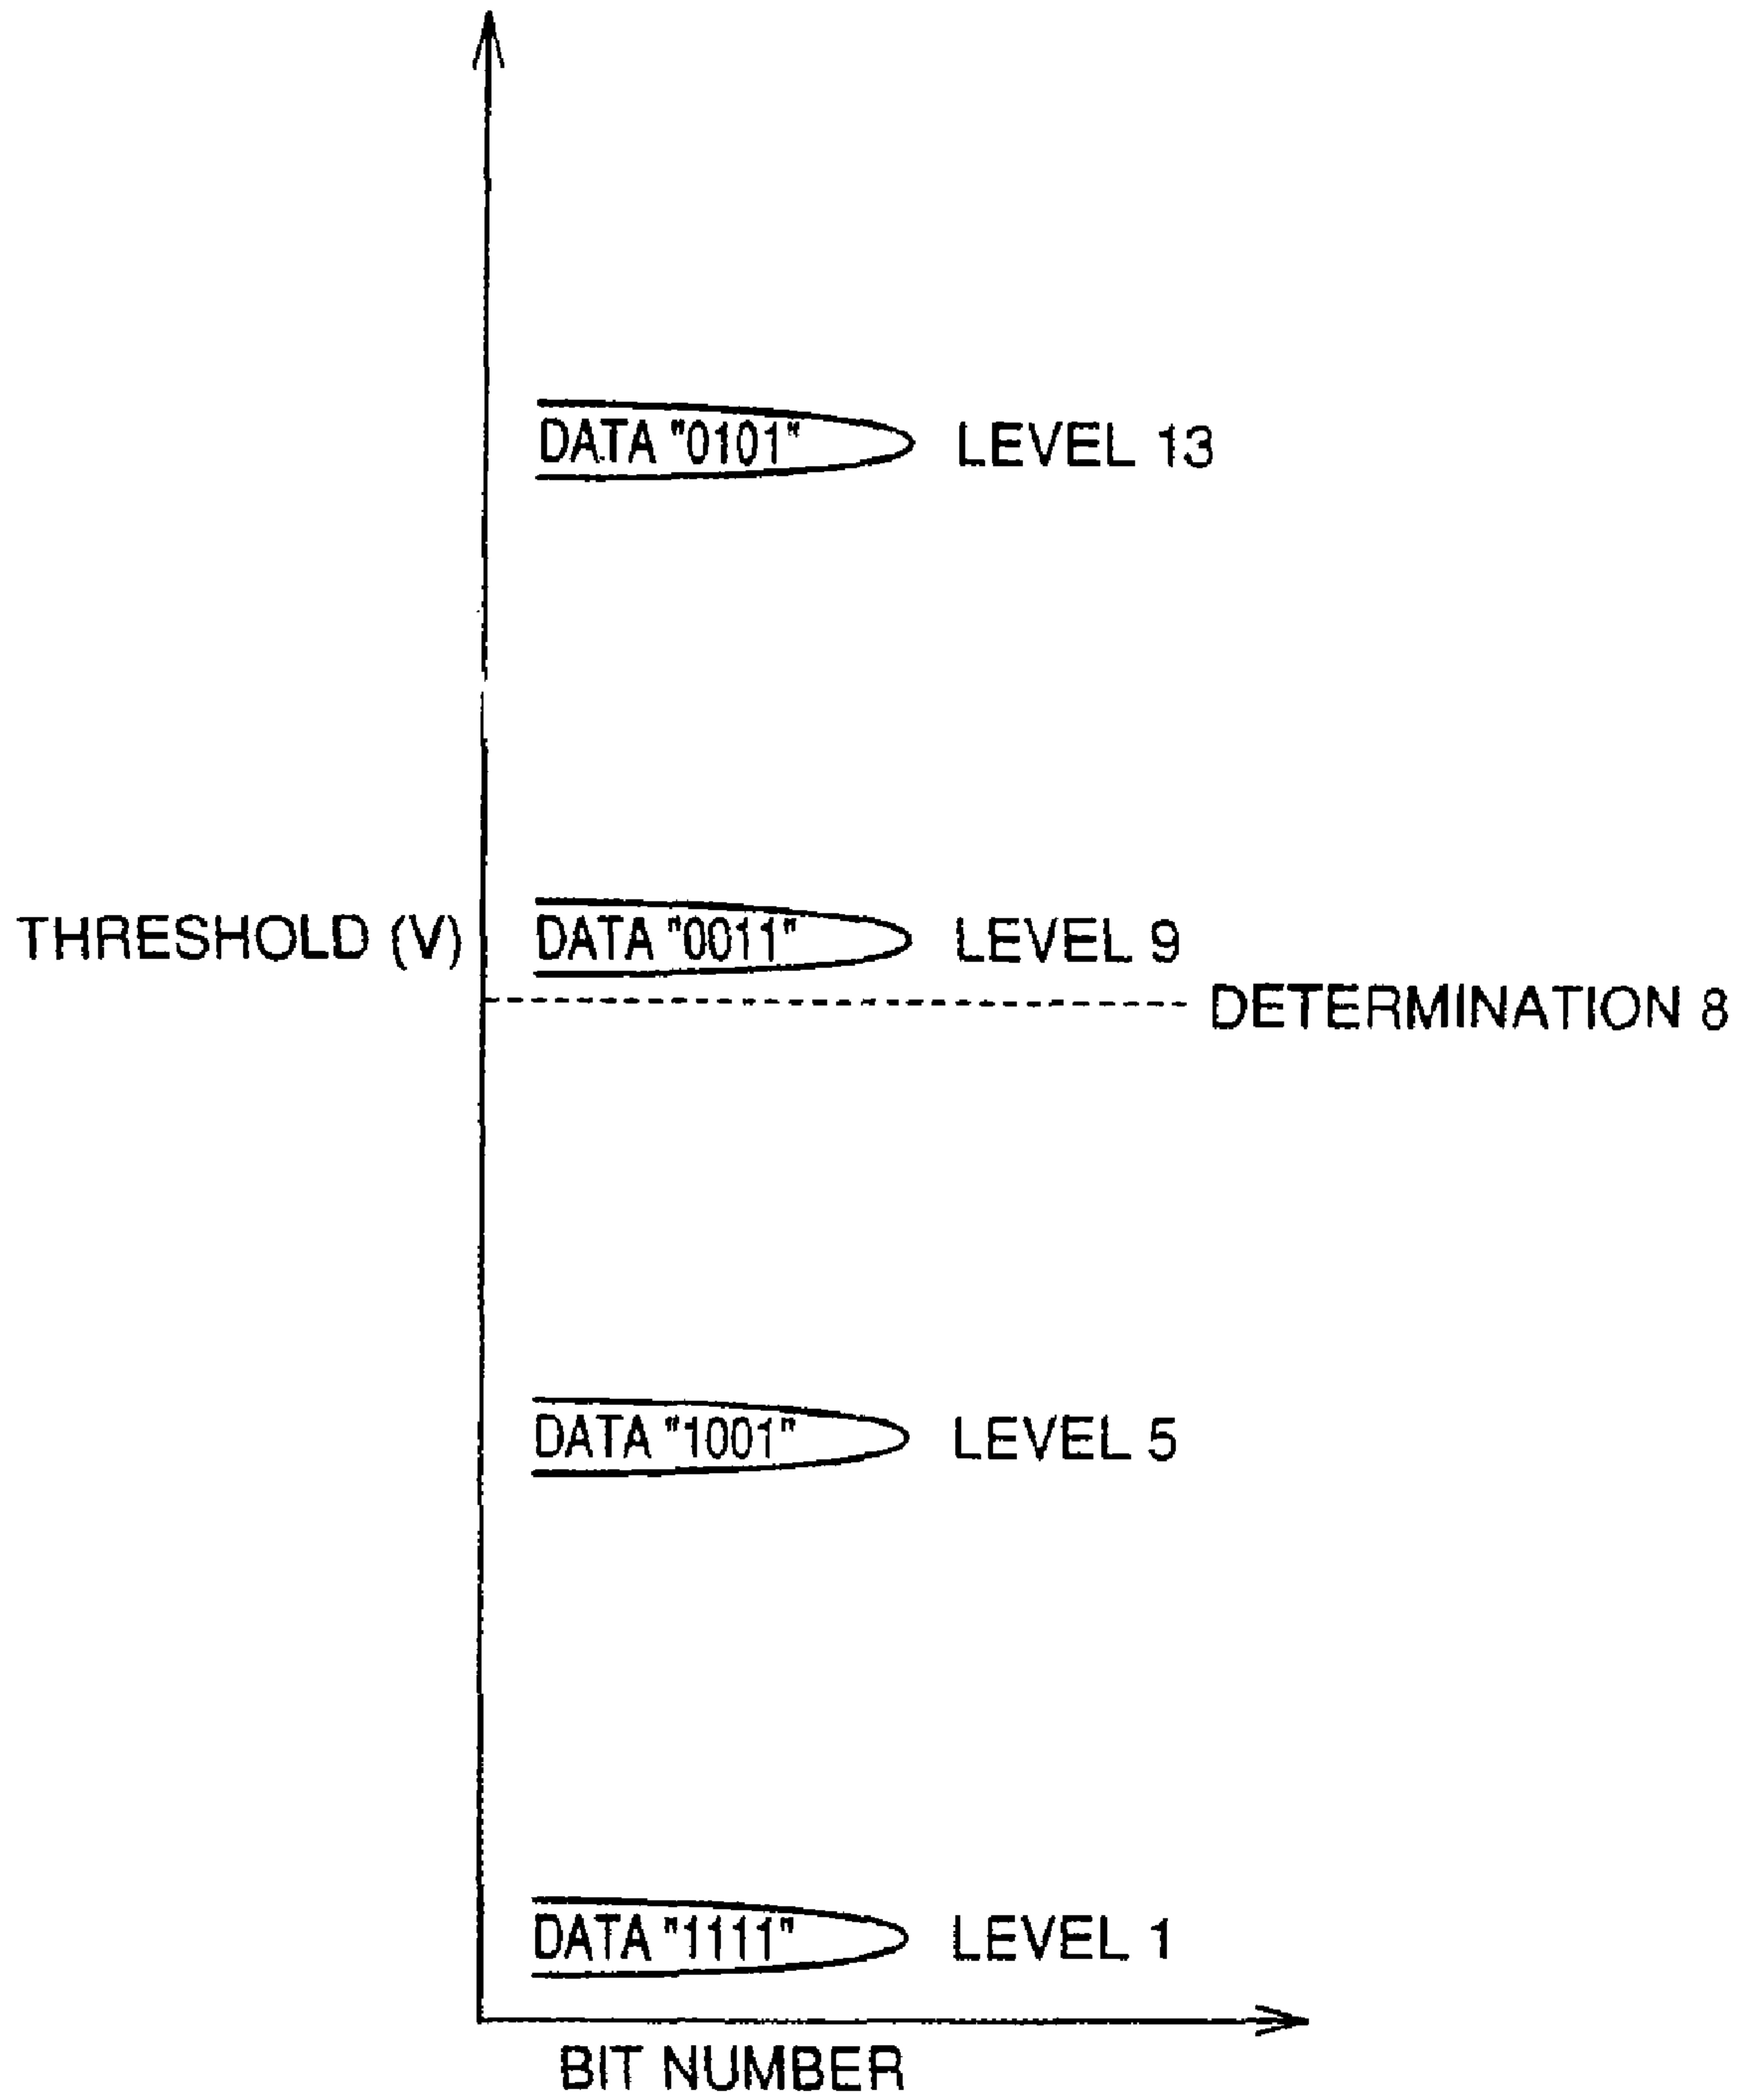 DATA "0101" LEVEL 13
THRESHOLD (V) DATA "0011" LEVEL 9
DETERMINATION 8
DATA "1001" LEVEL 5
DATA "1111" LEVEL 1
BIT NUMBER